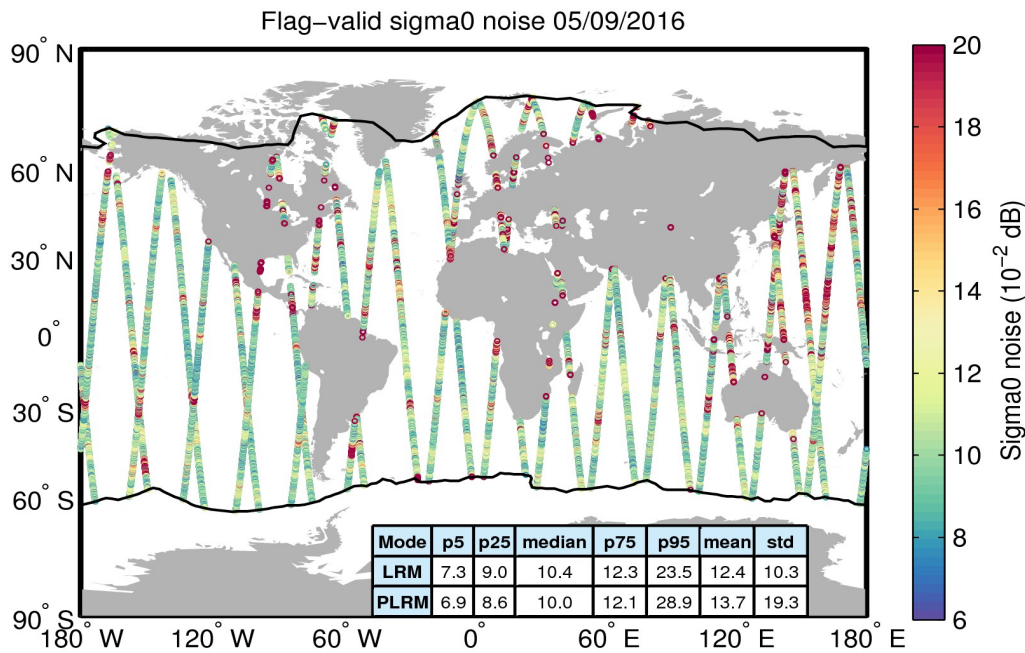 Flag−valid sigma0 noise 05/09/2016
90° N
60° N
30° N
0°
30° S
60° S
90° S
180° W 120° W 60° W 0° 60° E 120° E 180° E
Mode p5 p25 median p75 p95 mean std
LRM 7.3 9.0 10.4 12.3 23.5 12.4 10.3
PLRM 6.9 8.6 10.0 12.1 28.9 13.7 19.3
20
18
16
14
12
10
8
6
Sigma0 noise (10⁻² dB)